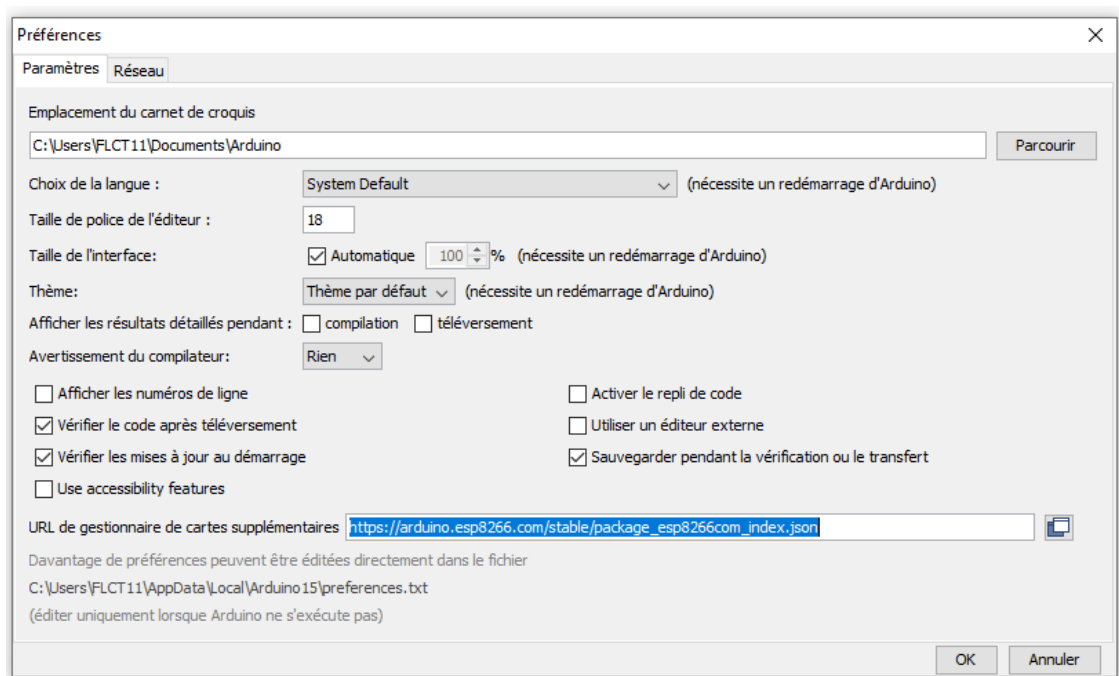 Préférences
Paramètres Réseau
Emplacement du carnet de croquis
C:\Users\FLCT11\Documents\Arduino Parcourir
Choix de la langue : System Default (nécessite un redémarrage d'Arduino)
Taille de police de l'éditeur : 18
Taille de l'interface: Automatique 100 % (nécessite un redémarrage d'Arduino)
Thème: Thème par défaut (nécessite un redémarrage d'Arduino)
Afficher les résultats détaillés pendant : compilation téléversement
Avertissement du compilateur: Rien
Afficher les numéros de ligne Activer le repli de code
Vérifier le code après téléversement Utiliser un éditeur externe
Vérifier les mises à jour au démarrage Sauvegarder pendant la vérification ou le transfert
Use accessibility features
URL de gestionnaire de cartes supplémentaires https://arduino.esp8266.com/stable/package_esp8266com_index.json
Davantage de préférences peuvent être éditées directement dans le fichier
C:\Users\FLCT11\AppData\Local\Arduino15\preferences.txt
(éditer uniquement lorsque Arduino ne s'exécute pas)
OK Annuler